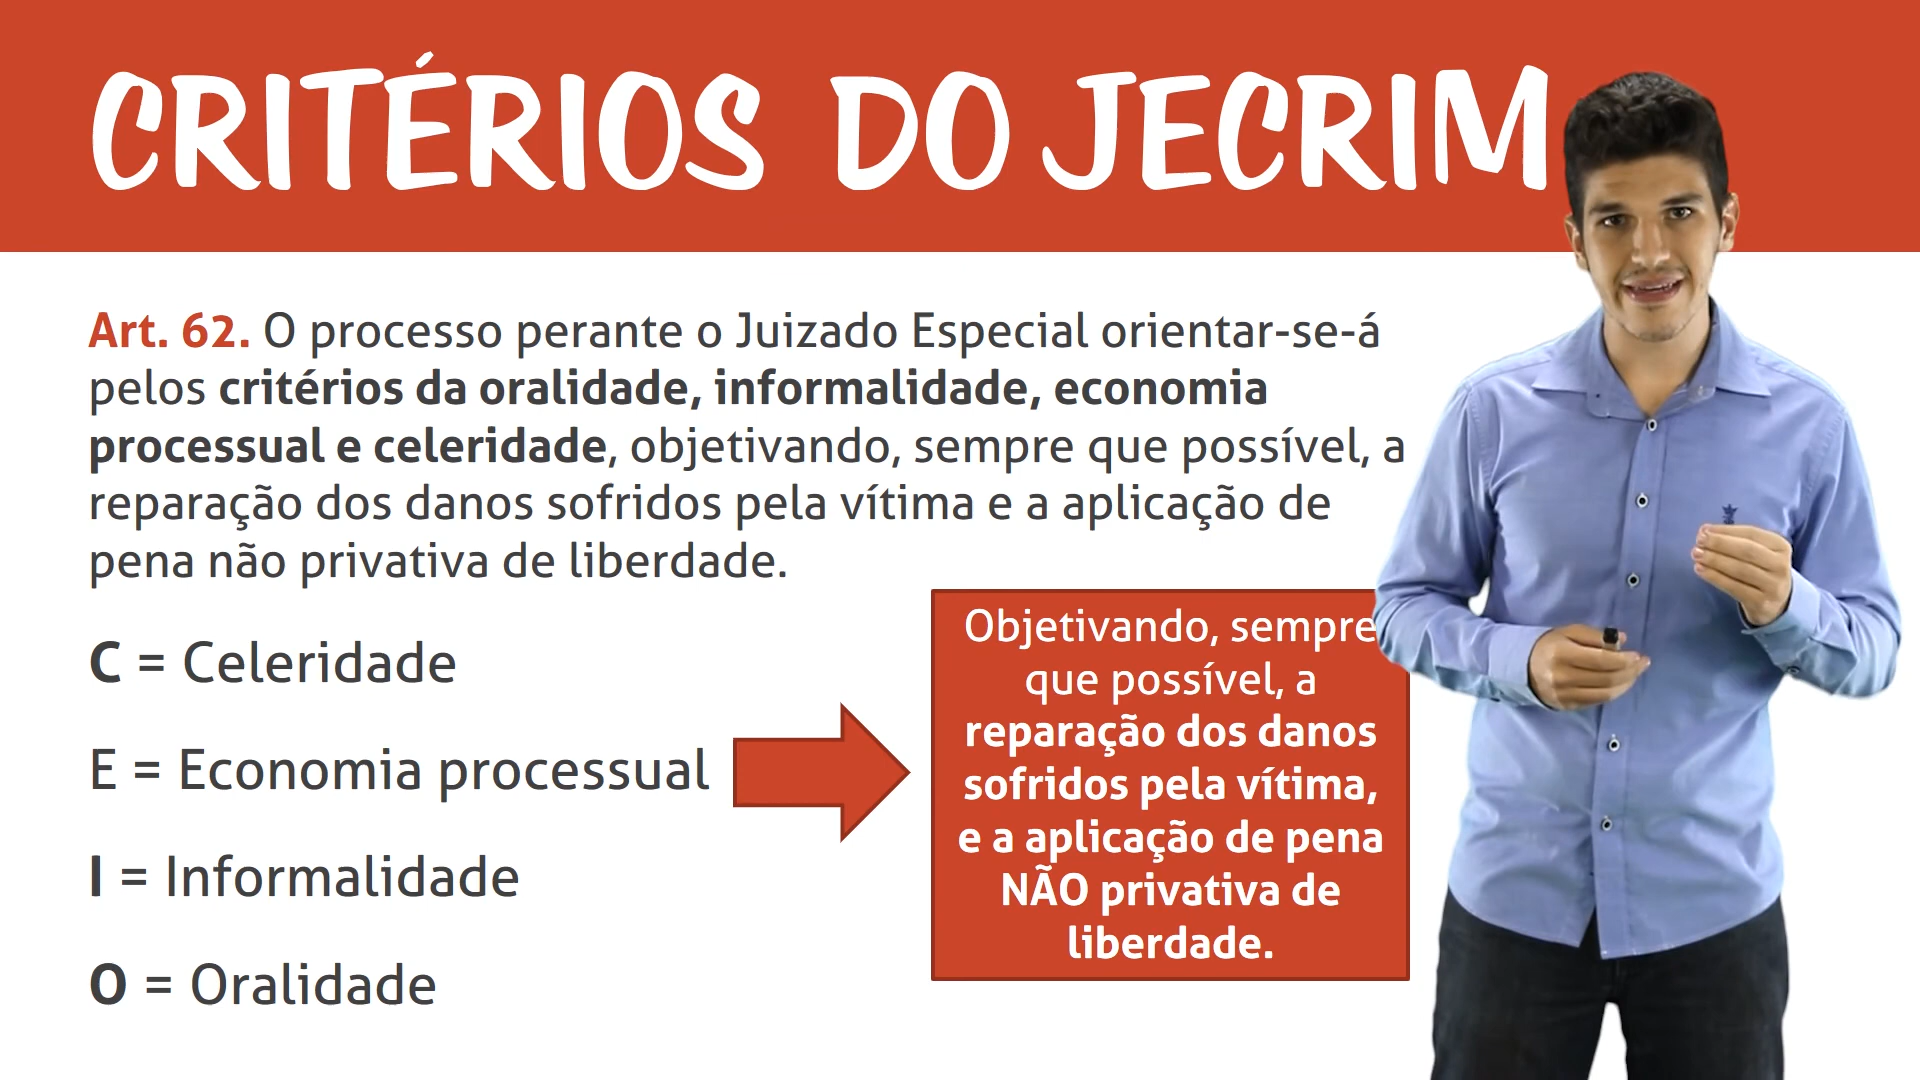 CRITÉRIOS DO JECRIM
Art. 62. O processo perante o Juizado Especial orientar-se-á
pelos critérios da oralidade, informalidade, economia
processual e celeridade, objetivando, sempre que possível, a
reparação dos danos sofridos pela vítima e a aplicação de
pena não privativa de liberdade.
C = Celeridade
E = Economia processual
I = Informalidade
O = Oralidade
Objetivando, sempre
que possível, a
reparação dos danos
sofridos pela vítima,
e a aplicação de pena
NÃO privativa de
liberdade.